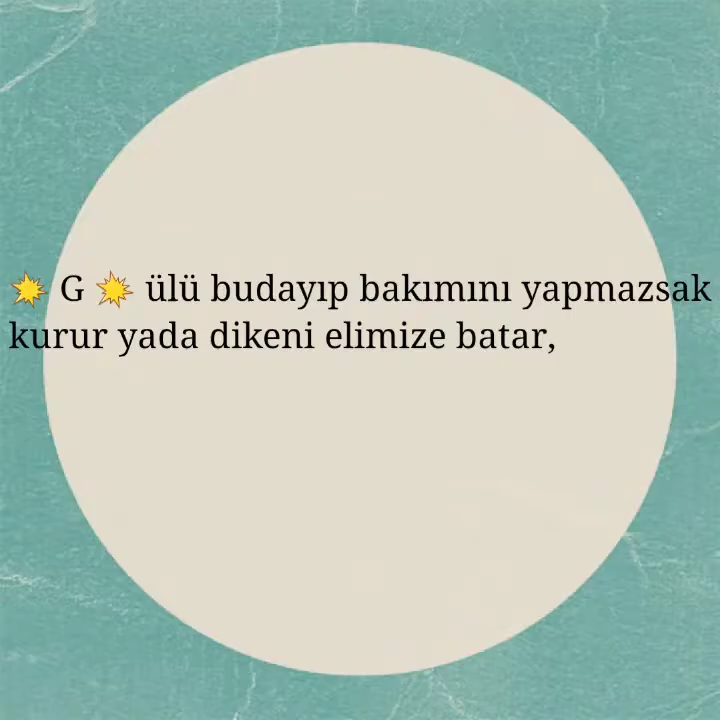 💥 G 💥 ülü budayıp bakımını yapmazsak
kurur yada dikeni elimize batar,